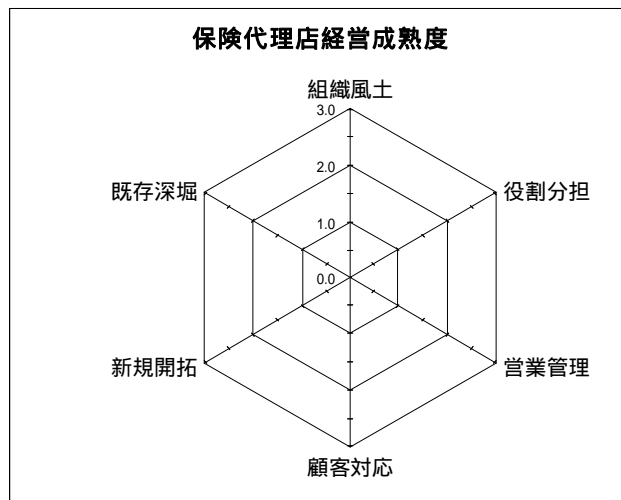 保険代理店経営成熟度
組織風土
3.0
既存深堀
役割分担
2.0
1.0
0.0
新規開拓
営業管理
顧客対応